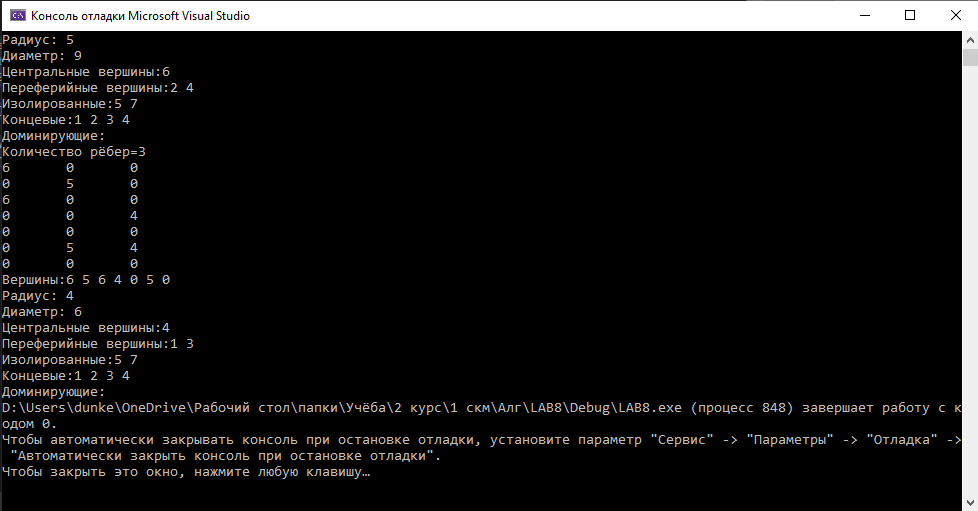 Консоль отладки Microsoft Visual Studio
Радиус: 5
Диаметр: 9
Центральные вершины:6
Переферийные вершины:2 4
Изолированные:5 7
Концевые:1 2 3 4
Доминирующие:
Количество рёбер=3
6 0 0
0 5 0
6 0 0
0 0 4
0 0 0
0 5 4
0 0 0
Вершины:6 5 6 4 0 5 0
Радиус: 4
Диаметр: 6
Центральные вершины:4
Переферийные вершины:1 3
Изолированные:5 7
Концевые:1 2 3 4
Доминирующие:
D:\Users\dunke\OneDrive\Рабочий стол\папки\Учёба\2 курс\1 скм\Алг\LAB8\Debug\LAB8.exe (процесс 848) завершает работу с к
одом 0.
Чтобы автоматически закрывать консоль при остановке отладки, установите параметр "Сервис" -> "Параметры" -> "Отладка" ->
"Автоматически закрыть консоль при остановке отладки".
Чтобы закрыть это окно, нажмите любую клавишу…